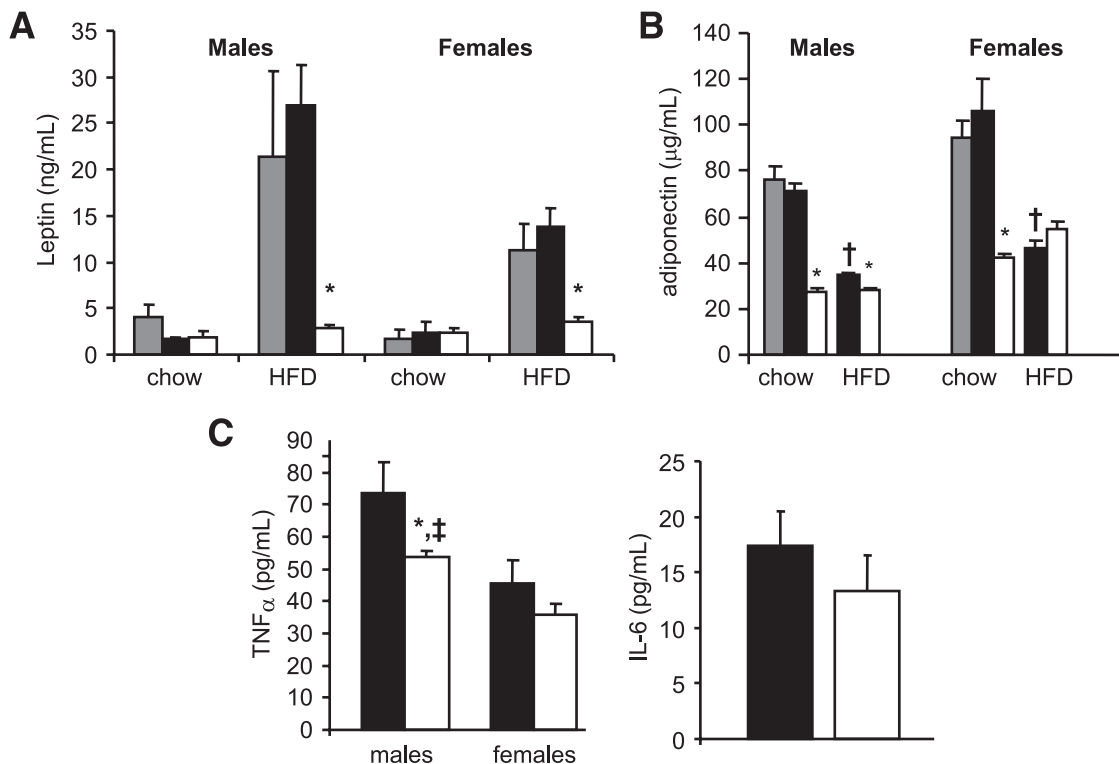 A
Males
Females
Leptin (ng/mL)
35
30
25
20
15
10
5
0
*
*
chow
HFD
chow
HFD
B
Males
Females
adiponectin (μg/mL)
140
120
100
80
60
40
20
0
*
†
*
*
†
chow
HFD
chow
HFD
C
TNFα (pg/mL)
90
80
70
60
50
40
30
20
10
0
*,‡
males
females
IL-6 (pg/mL)
25
20
15
10
5
0